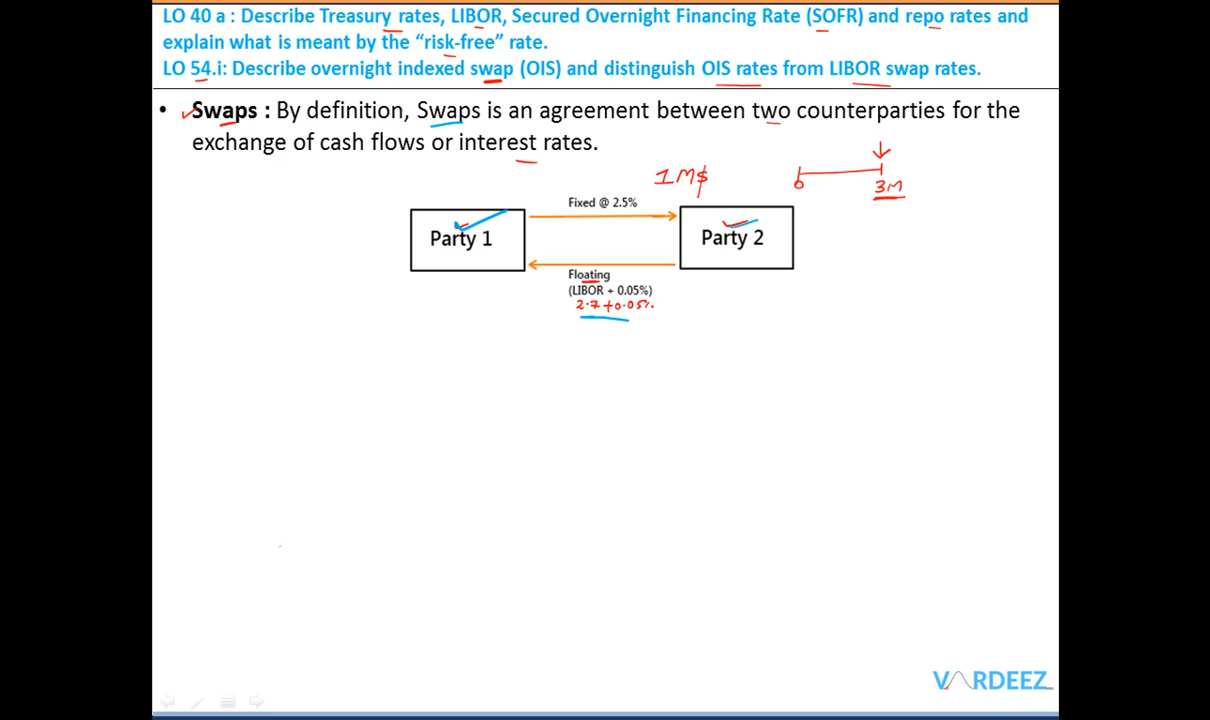 LO 40 a : Describe Treasury rates, LIBOR, Secured Overnight Financing Rate (SOFR) and repo rates and
explain what is meant by the “risk-free” rate.
LO 54.i: Describe overnight indexed swap (OIS) and distinguish OIS rates from LIBOR swap rates.
• Swaps : By definition, Swaps is an agreement between two counterparties for the
exchange of cash flows or interest rates.
1M$
3M
Fixed @ 2.5%
Party 1
Party 2
Floating
(LIBOR + 0.05%)
2.7+0.05%
VARDEEZ